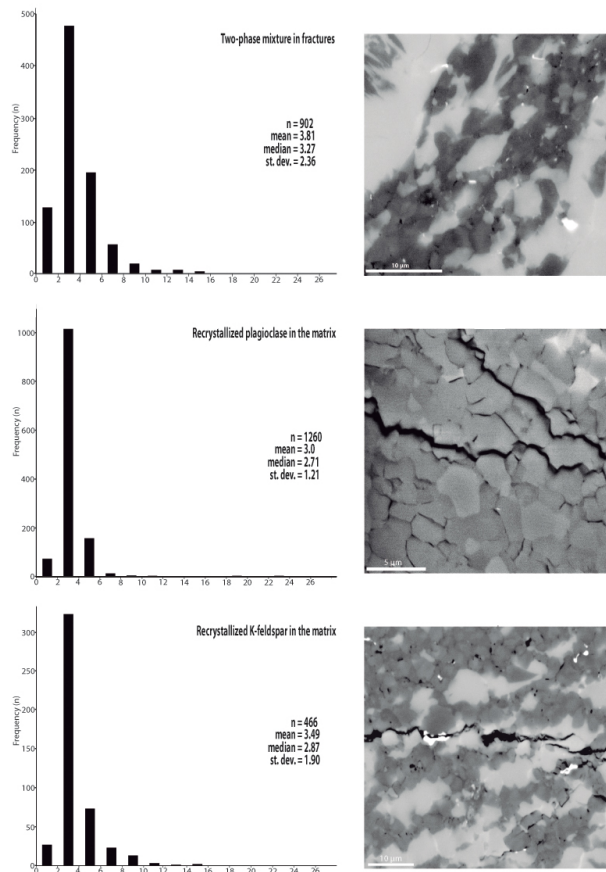 Two-phase mixture in fractures
n = 902
mean = 3.81
median = 3.27
st. dev. = 2.36
Frequency (n)
500
400
300
200
100
0
0 2 4 6 8 10 12 14 16 18 20 22 24 26
10 µm
Recrystallized plagioclase in the matrix
n = 1260
mean = 3.0
median = 2.71
st. dev. = 1.21
Frequency (n)
1000
800
600
400
200
0
0 2 4 6 8 10 12 14 16 18 20 22 24 26
5 µm
Recrystallized K-feldspar in the matrix
n = 466
mean = 3.49
median = 2.87
st. dev. = 1.90
Frequency (n)
300
250
200
150
100
50
0
0 2 4 6 8 10 12 14 16 18 20 22 24 26
10 µm